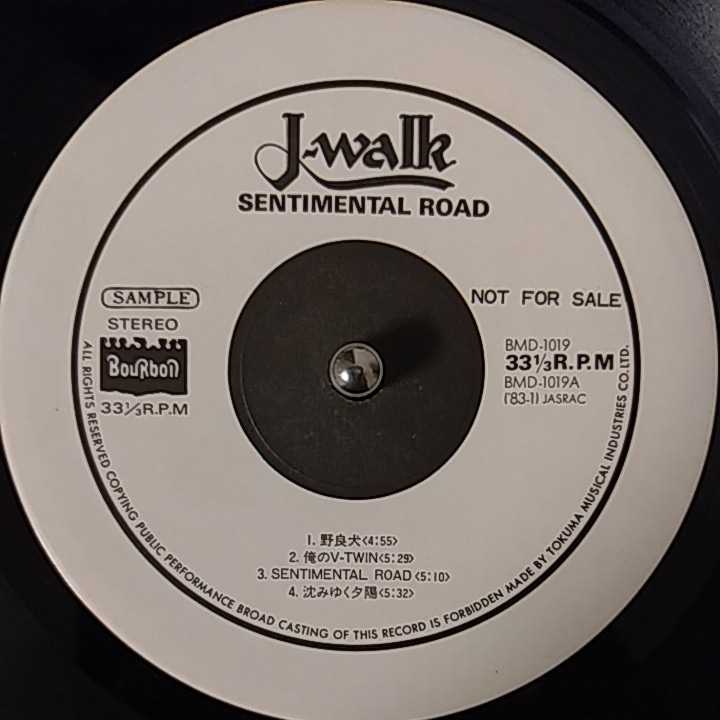 J-walk
SENTIMENTAL ROAD
SAMPLE
STEREO
BOURbON
33⅓R.P.M
NOT FOR SALE
BMD-1019
33⅓R.P.M
BMD-1019A
('83-1) JASRAC
1. 野良犬<4:55>
2. 俺のV-TWIN<5:29>
3. SENTIMENTAL ROAD<5:10>
4. 沈みゆく夕陽<5:32>
ALL RIGHTS RESERVED COPYING PUBLIC PERFORMANCE BROAD CASTING OF THIS RECORD IS FORBIDDEN MADE BY TOKUMA MUSICAL INDUSTRIES CO.LTD.